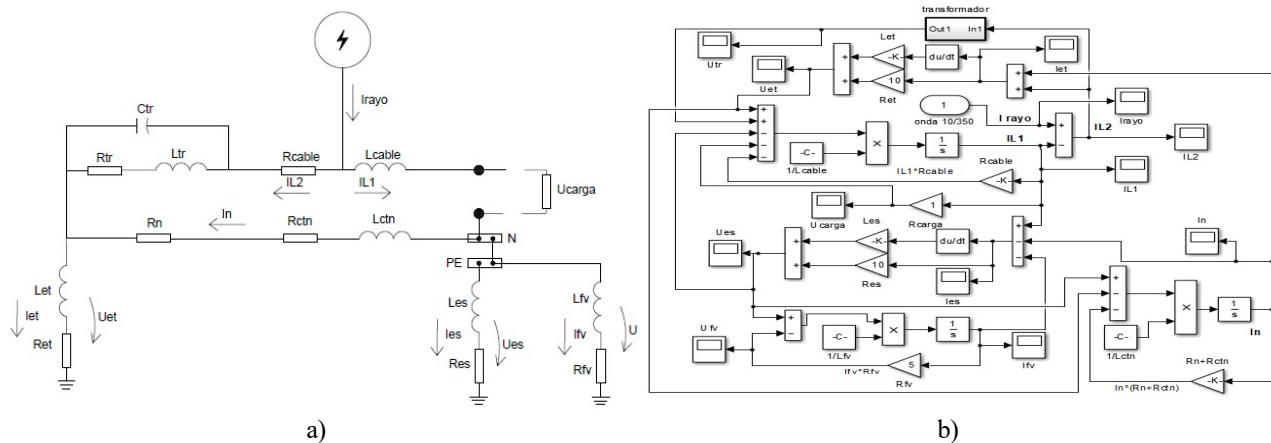 Ctr
Irayo
Rtr
Ltr
Rcable
Lcable
IL2
IL1
Ucarga
In
Rn
Rctn
Lctn
N
PE
Let
Iet
Uet
Ret
Les
Ies
Ues
Res
Lfv
Ifv
U
Rfv
a)
transformador
Out1 In1
Let
-K-
du/dt
Utr
Uet
10
Ret
Iet
1
onda 10/350
I rayo
Irayo
IL1
IL2
IL2
-C-
1/Lcable
X
1
s
IL1*Rcable
Rcable
-K-
IL1
1
U carga
Rcarga
Les
-K-
du/dt
Ues
10
Res
Ies
In
U fv
-C-
1/Lfv
X
1
s
Ifv*Rfv
5
Rfv
Ifv
-C-
1/Lctn
X
1
s
In
Rn+Rctn
-K-
In*(Rn+Rctn)
b)